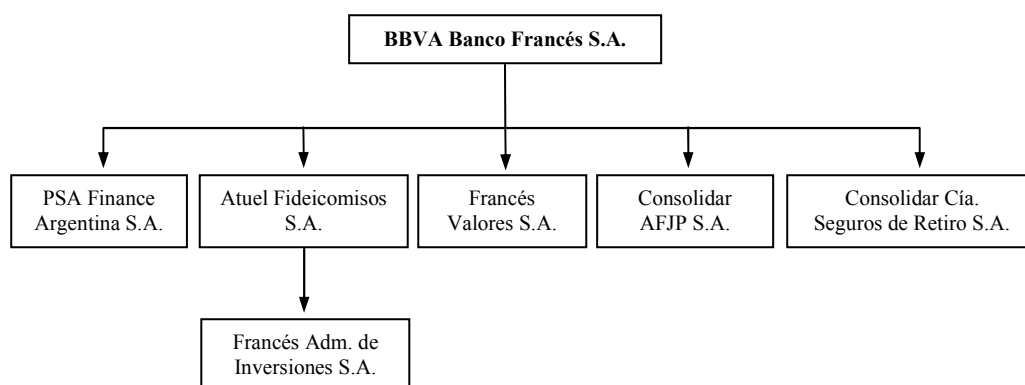 BBVA Banco Francés S.A.
PSA Finance
Argentina S.A.
Atuel Fideicomisos
S.A.
Francés
Valores S.A.
Consolidar
AFJP S.A.
Consolidar Cía.
Seguros de Retiro S.A.
Francés Adm. de
Inversiones S.A.